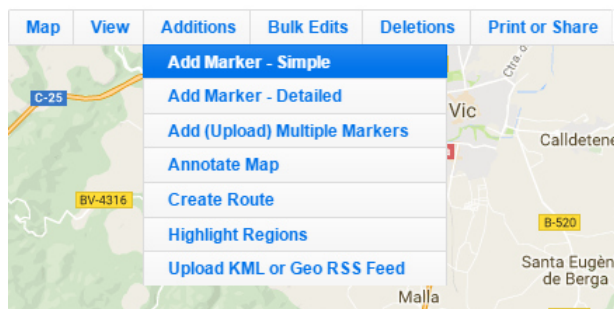 Map View Additions Bulk Edits Deletions Print or Share
Add Marker - Simple
Ctra. d
C-25
Add Marker - Detailed
Vic
Add (Upload) Multiple Markers
Calldetene
Annotate Map
BV-4316
Create Route
B-520
Highlight Regions
Santa Eugèn
de Berga
Upload KML or Geo RSS Feed
Malla